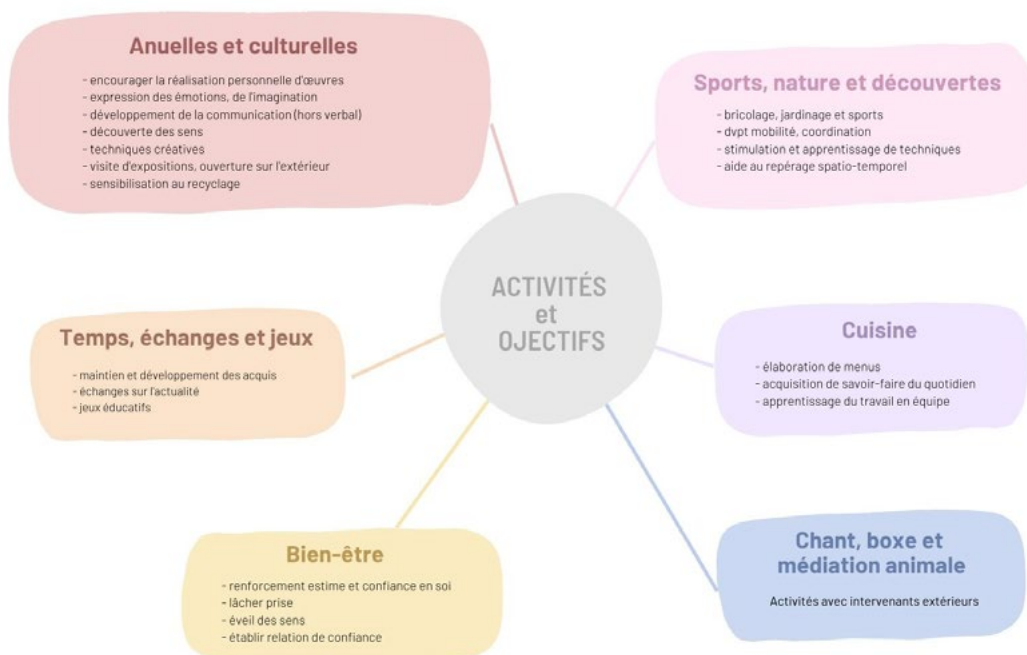 Anuelles et culturelles
- encourager la réalisation personnelle d'œuvres
- expression des émotions, de l'imagination
- développement de la communication (hors verbal)
- découverte des sens
- techniques créatives
- visite d'expositions, ouverture sur l'extérieur
- sensibilisation au recyclage
Sports, nature et découvertes
- bricolage, jardinage et sports
- dvpt mobilité, coordination
- stimulation et apprentissage de techniques
- aide au repérage spatio-temporel
ACTIVITÉS
et
OJECTIFS
Temps, échanges et jeux
- maintien et développement des acquis
- échanges sur l'actualité
- jeux éducatifs
Cuisine
- élaboration de menus
- acquisition de savoir-faire du quotidien
- apprentissage du travail en équipe
Bien-être
- renforcement estime et confiance en soi
- lâcher prise
- éveil des sens
- établir relation de confiance
Chant, boxe et
médiation animale
Activités avec intervenants extérieurs